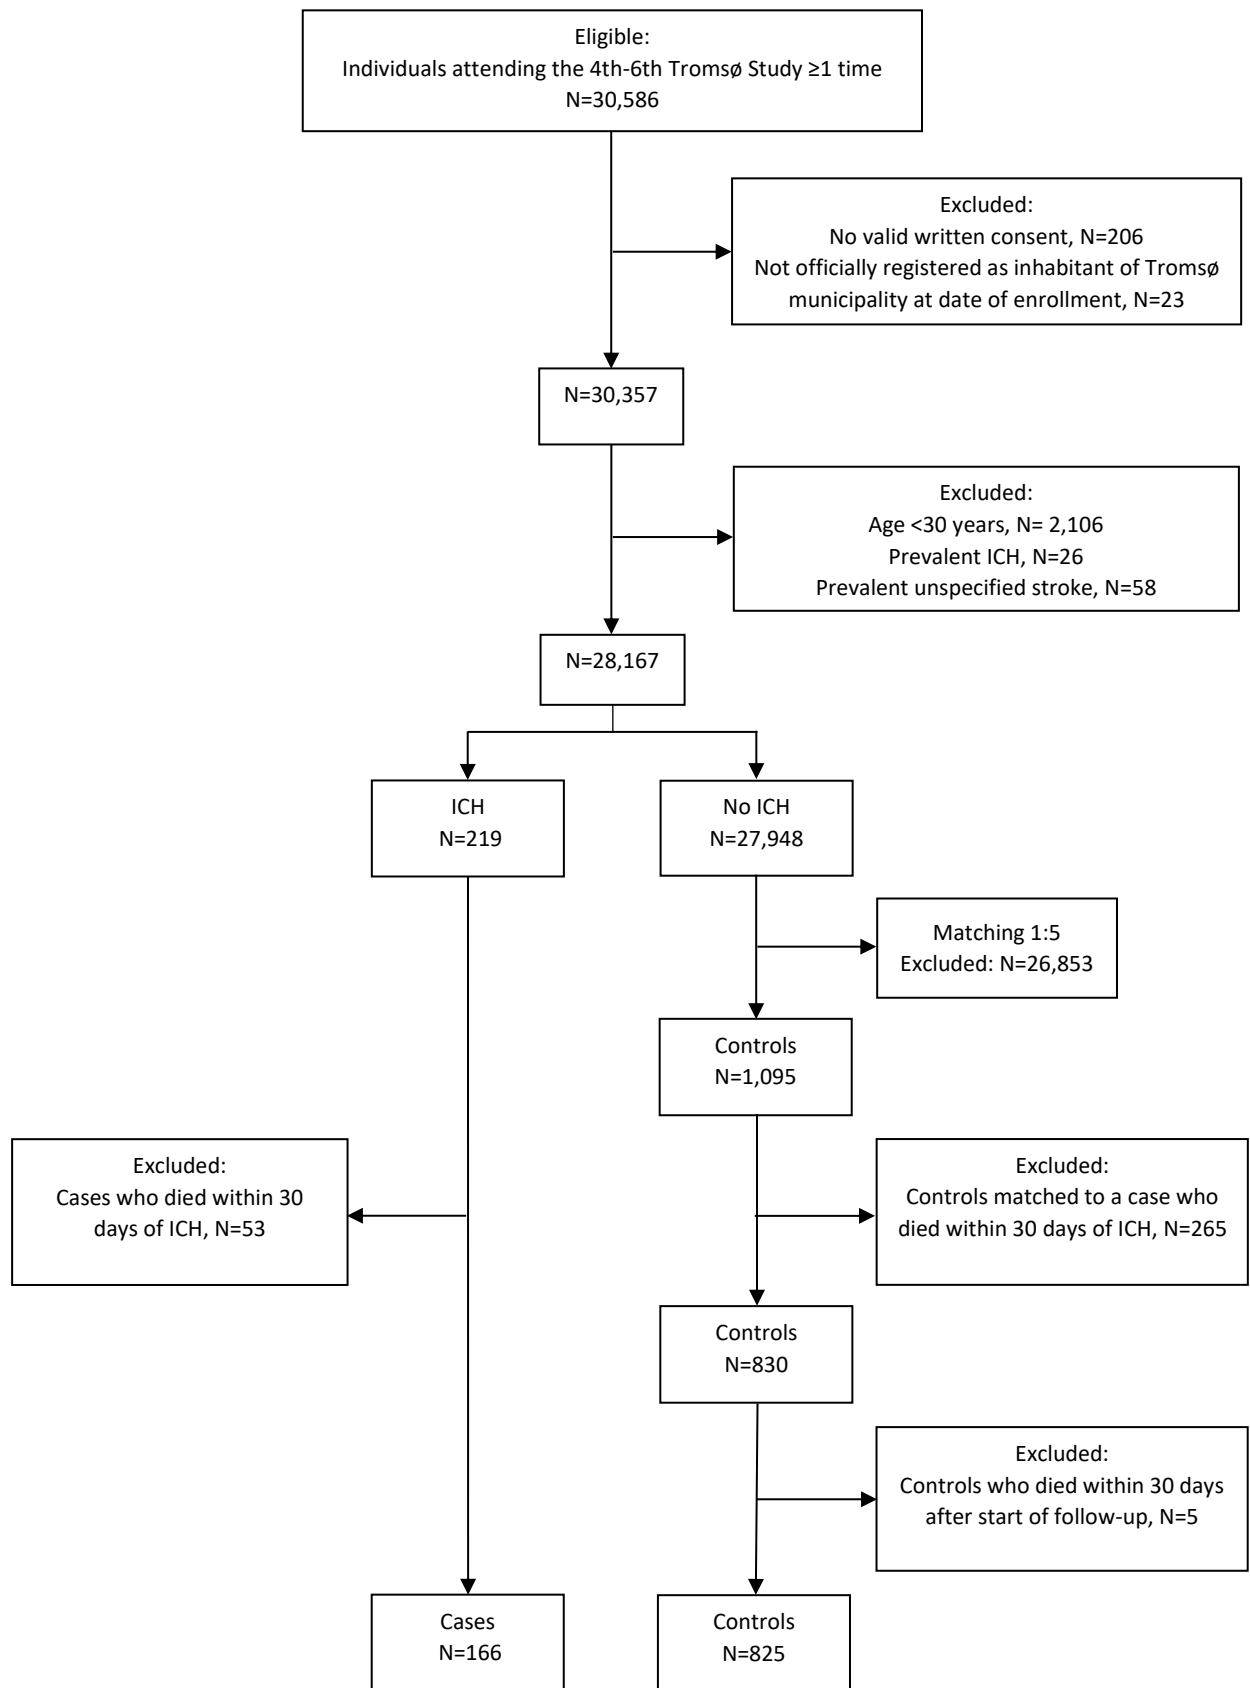 Eligible:
Individuals attending the 4th-6th Tromsø Study ≥1 time
N=30,586
Excluded:
No valid written consent, N=206
Not officially registered as inhabitant of Tromsø
municipality at date of enrollment, N=23
N=30,357
Excluded:
Age <30 years, N= 2,106
Prevalent ICH, N=26
Prevalent unspecified stroke, N=58
N=28,167
ICH
N=219
No ICH
N=27,948
Matching 1:5
Excluded: N=26,853
Controls
N=1,095
Excluded:
Cases who died within 30
days of ICH, N=53
Excluded:
Controls matched to a case who
died within 30 days of ICH, N=265
Controls
N=830
Excluded:
Controls who died within 30 days
after start of follow-up, N=5
Cases
N=166
Controls
N=825